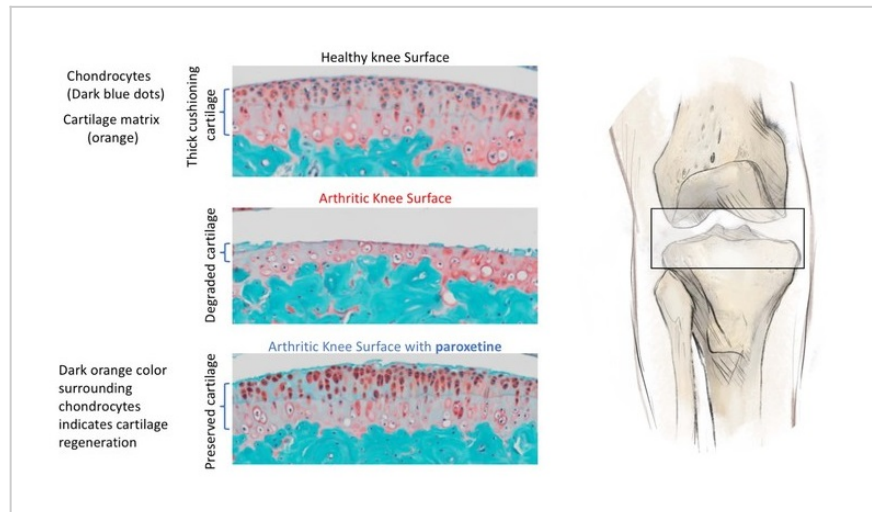 Healthy knee Surface
Chondrocytes
(Dark blue dots)
Cartilage matrix
(orange)
Thick cushioning
cartilage
Arthritic Knee Surface
Degraded cartilage
Arthritic Knee Surface with paroxetine
Dark orange color
surrounding
chondrocytes
indicates cartilage
regeneration
Preserved cartilage